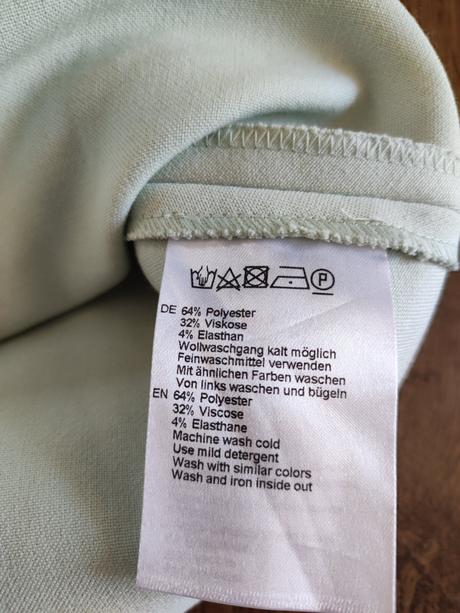 P
DE 64% Polyester
32% Viskose
4% Elasthan
Wollwaschgang kalt möglich
Feinwaschmittel verwenden
Mit ähnlichen Farben waschen
Von links waschen und bügeln
EN 64% Polyester
32% Viscose
4% Elasthane
Machine wash cold
Use mild detergent
Wash with similar colors
Wash and iron inside out